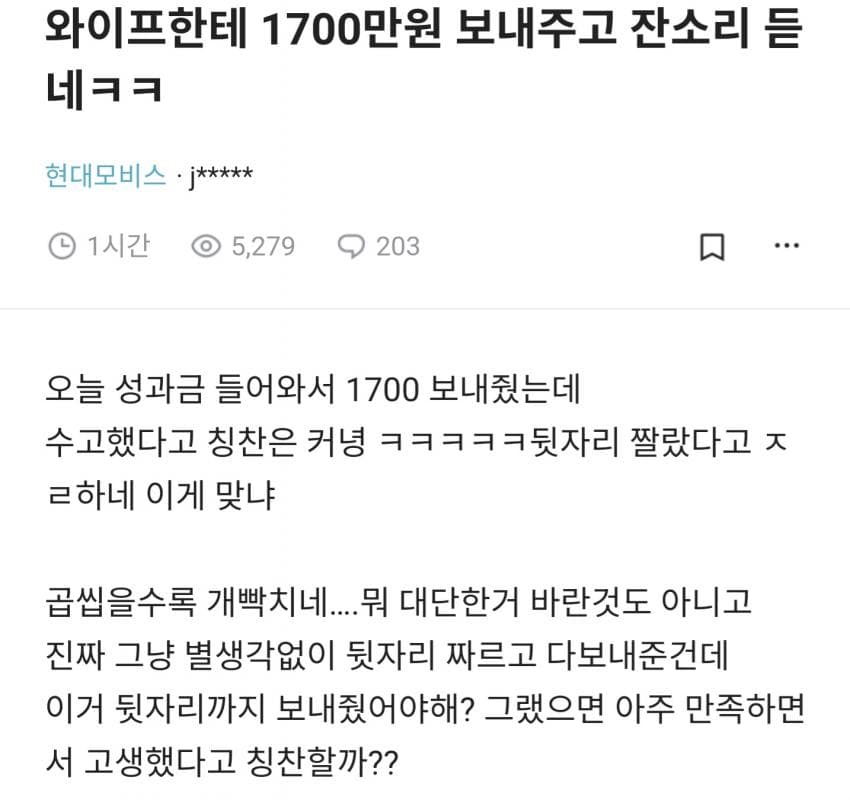 와이프한테 1700만원 보내주고 잔소리 듣
네ㅋㅋ
현대모비스 · j*****
1시간 5,279 203
오늘 성과금 들어와서 1700 보내줬는데
수고했다고 칭찬은 커녕 ㅋㅋㅋㅋㅋ뒷자리 짤랐다고 ㅈ
ㄹ하네 이게 맞냐
곱씹을수록 개빡치네....뭐 대단한거 바란것도 아니고
진짜 그냥 별생각없이 뒷자리 짜르고 다보내준건데
이거 뒷자리까지 보내줬어야해? 그랬으면 아주 만족하면
서 고생했다고 칭찬할까??